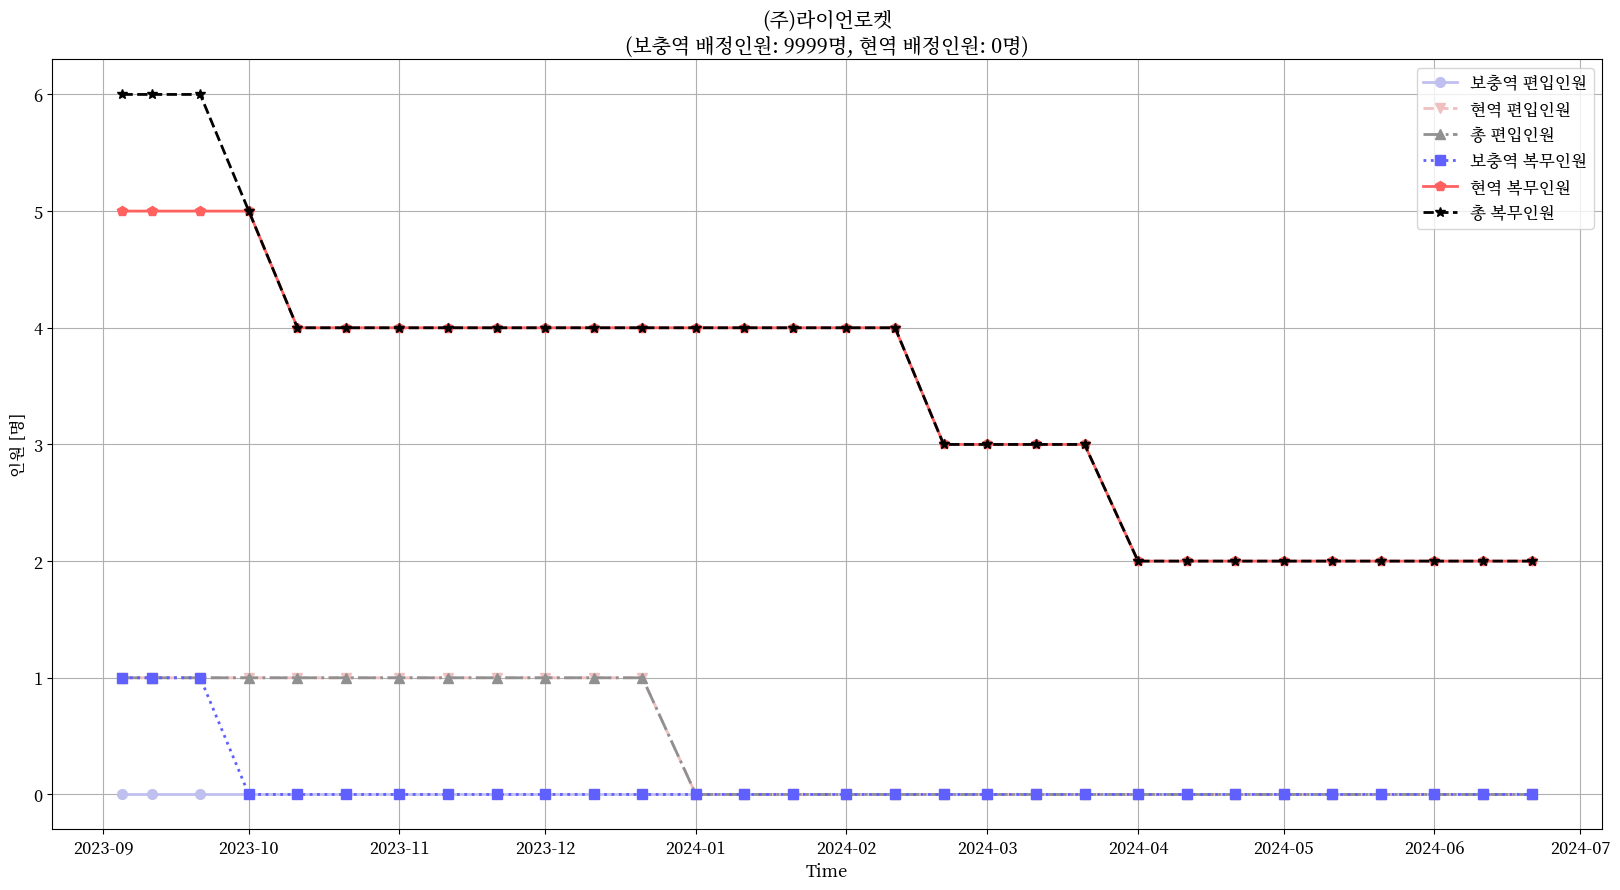 (주)라이언로켓
(보충역 배정인원: 9999명, 현역 배정인원: 0명)
보충역 편입인원
현역 편입인원
총 편입인원
보충역 복무인원
현역 복무인원
총 복무인원
인원 [명]
6
5
4
3
2
1
0
2023-09 2023-10 2023-11 2023-12 2024-01 2024-02 2024-03 2024-04 2024-05 2024-06 2024-07
Time